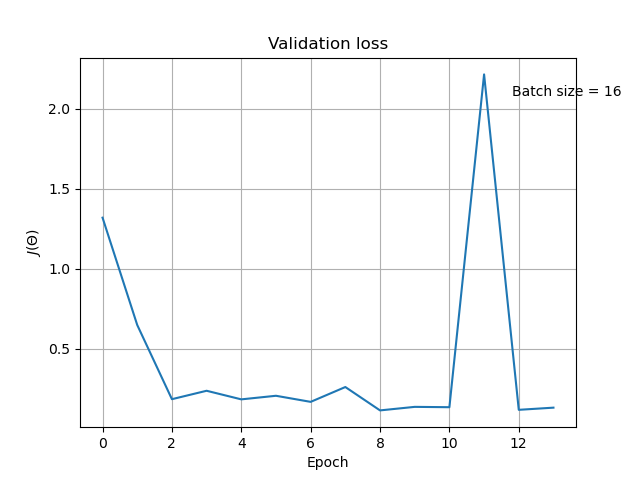 Validation loss
Batch size = 16
2.0
1.5
1.0
0.5
J(Θ)
0 2 4 6 8 10 12
Epoch